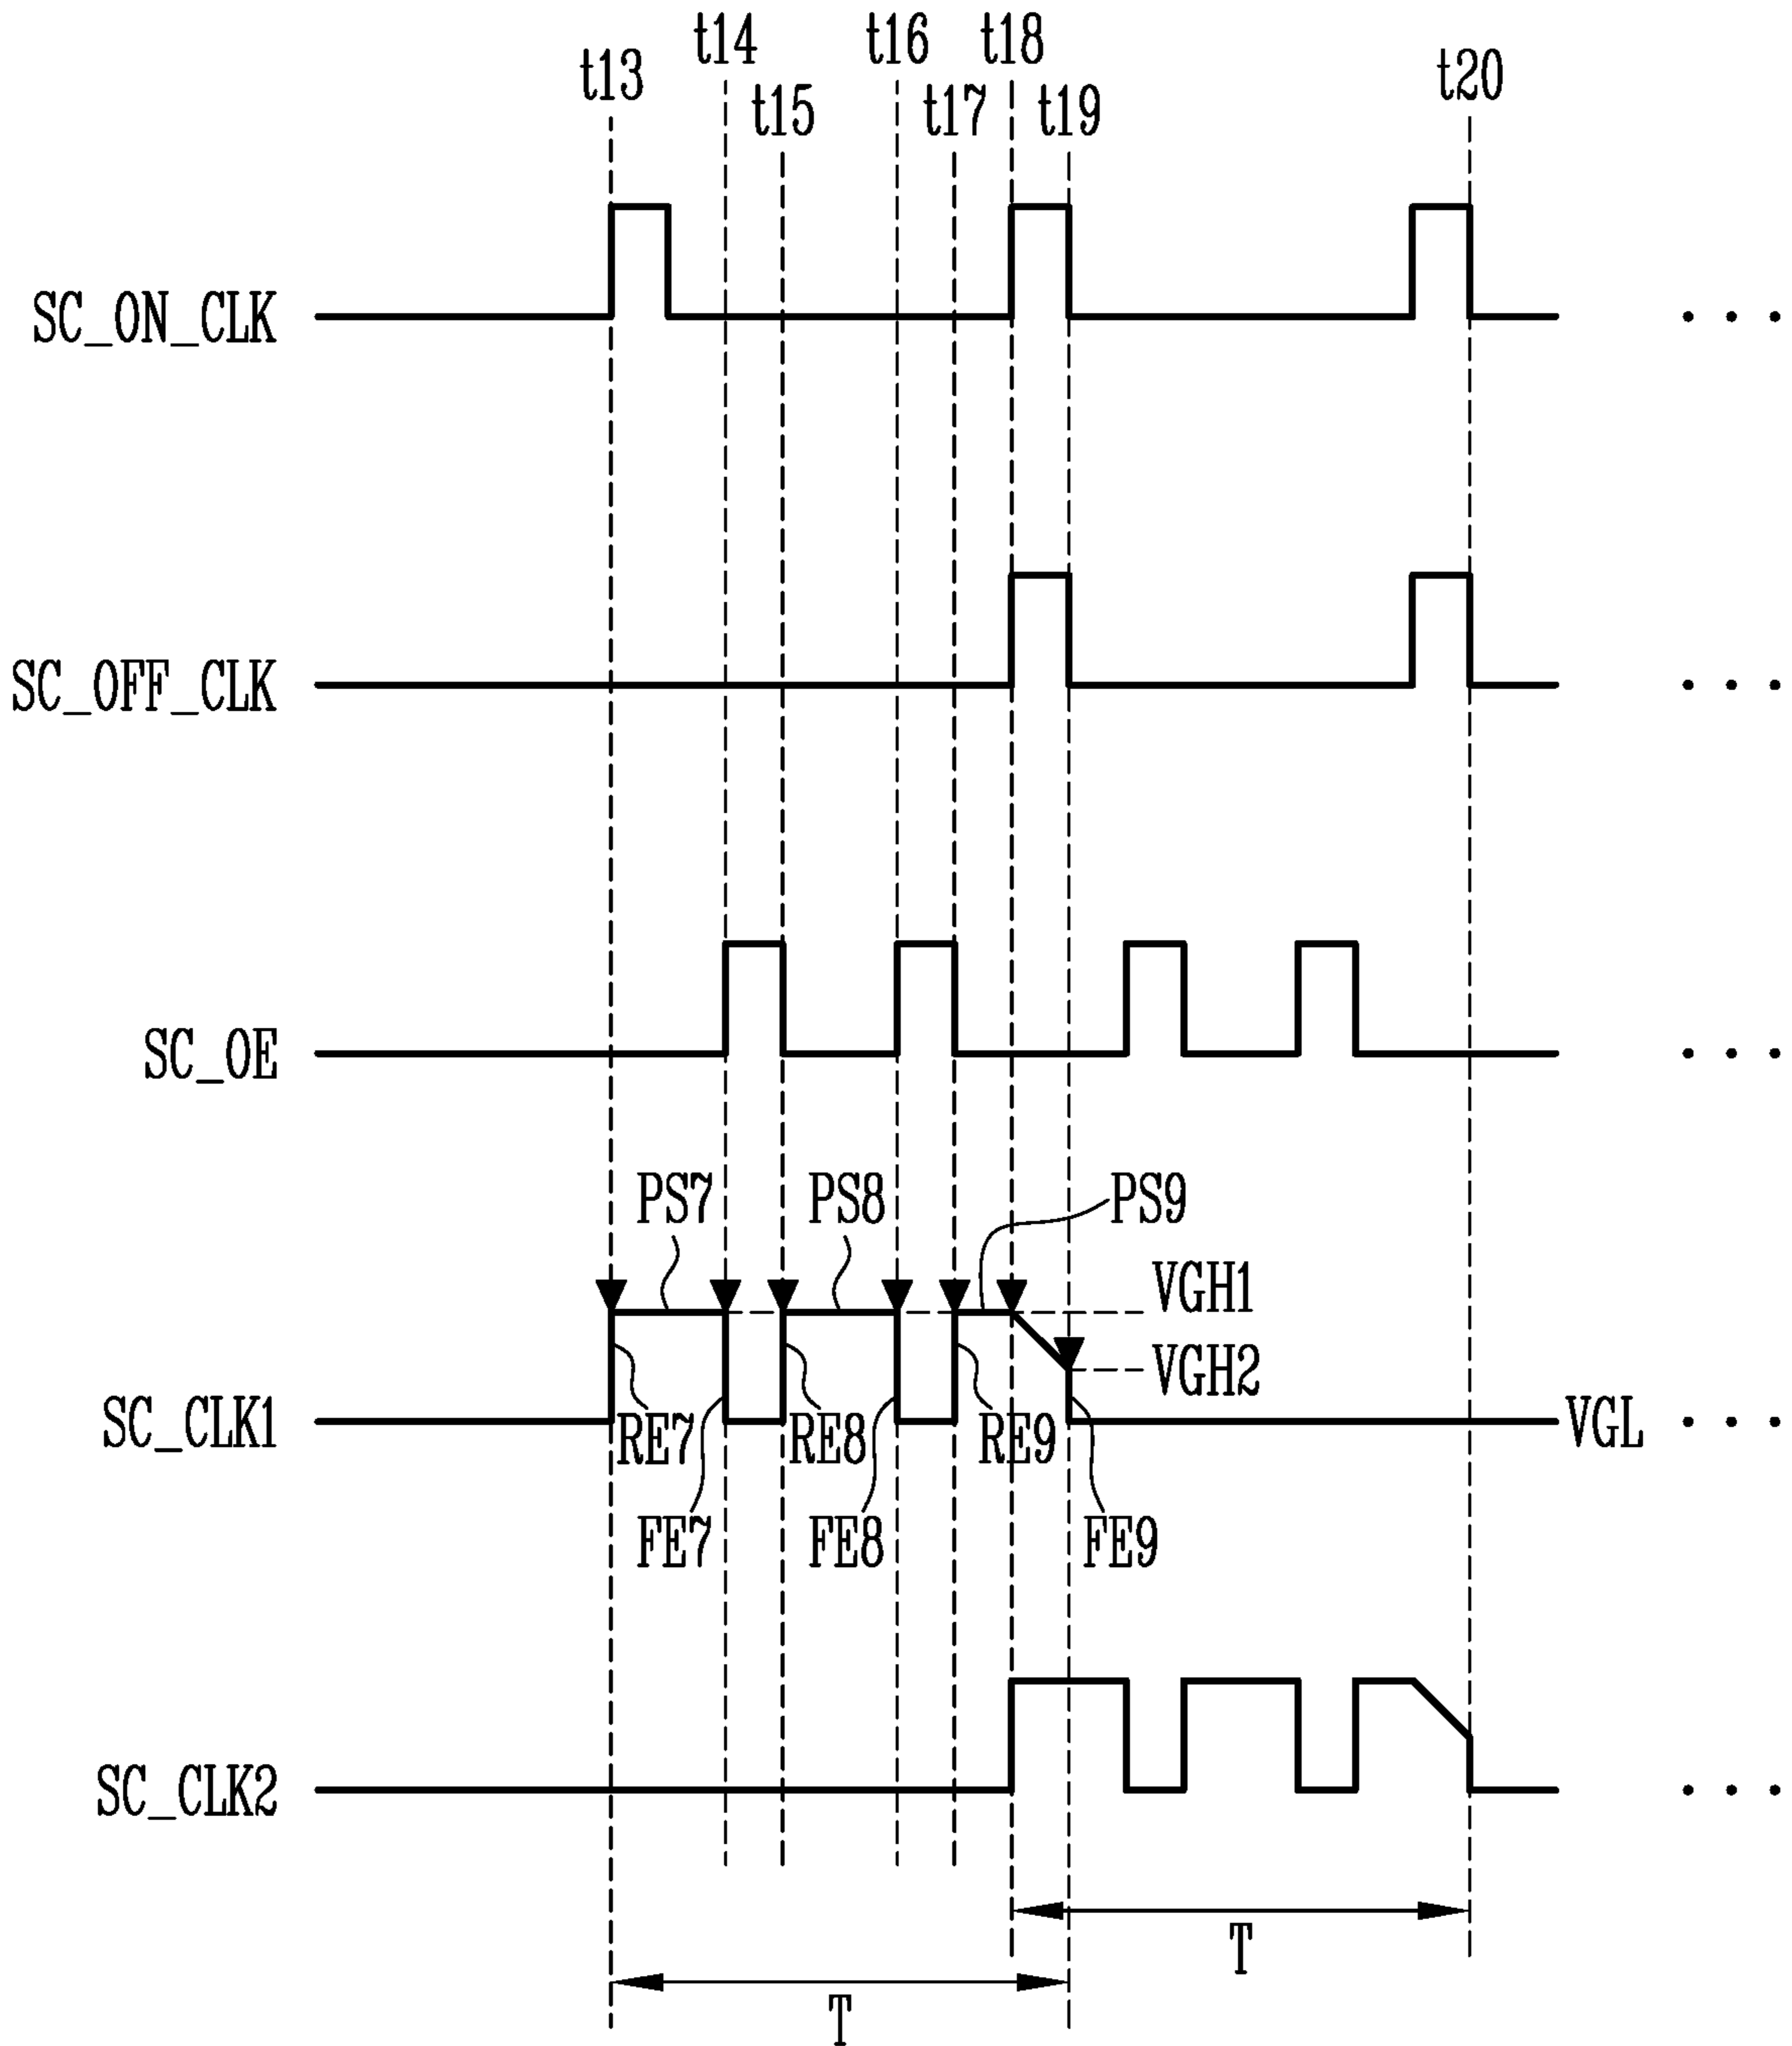 t14 t16 t18
t13 t20
t15 t17 t19
SC_ON_CLK
SC_OFF_CLK
SC_OE
PS7 PS8 PS9
VGH1
VGH2
SC_CLK1 VGL
RE7 RE8 RE9
FE7 FE8 FE9
SC_CLK2
T
T